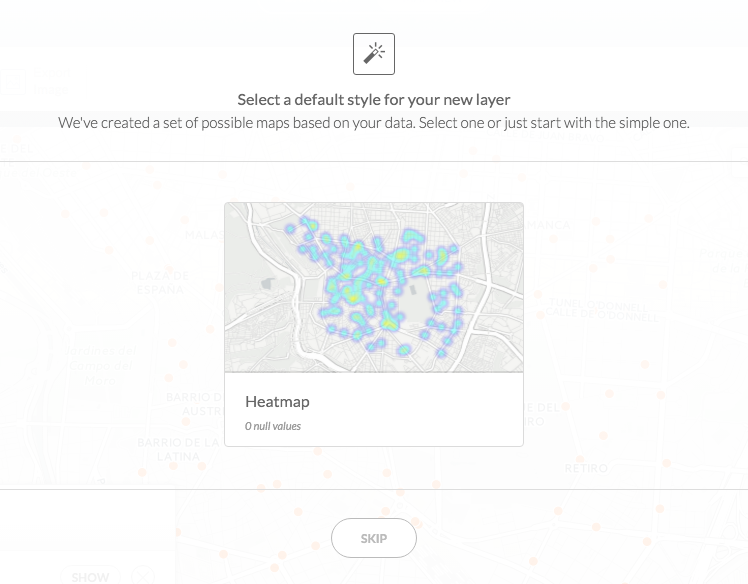 Select a default style for your new layer
We've created a set of possible maps based on your data. Select one or just start with the simple one.
PLAZA DE
ESPAÑA
Heatmap
0 null values
BARRIO DE LA
LATINA
RETIRO
SKIP
SHOW